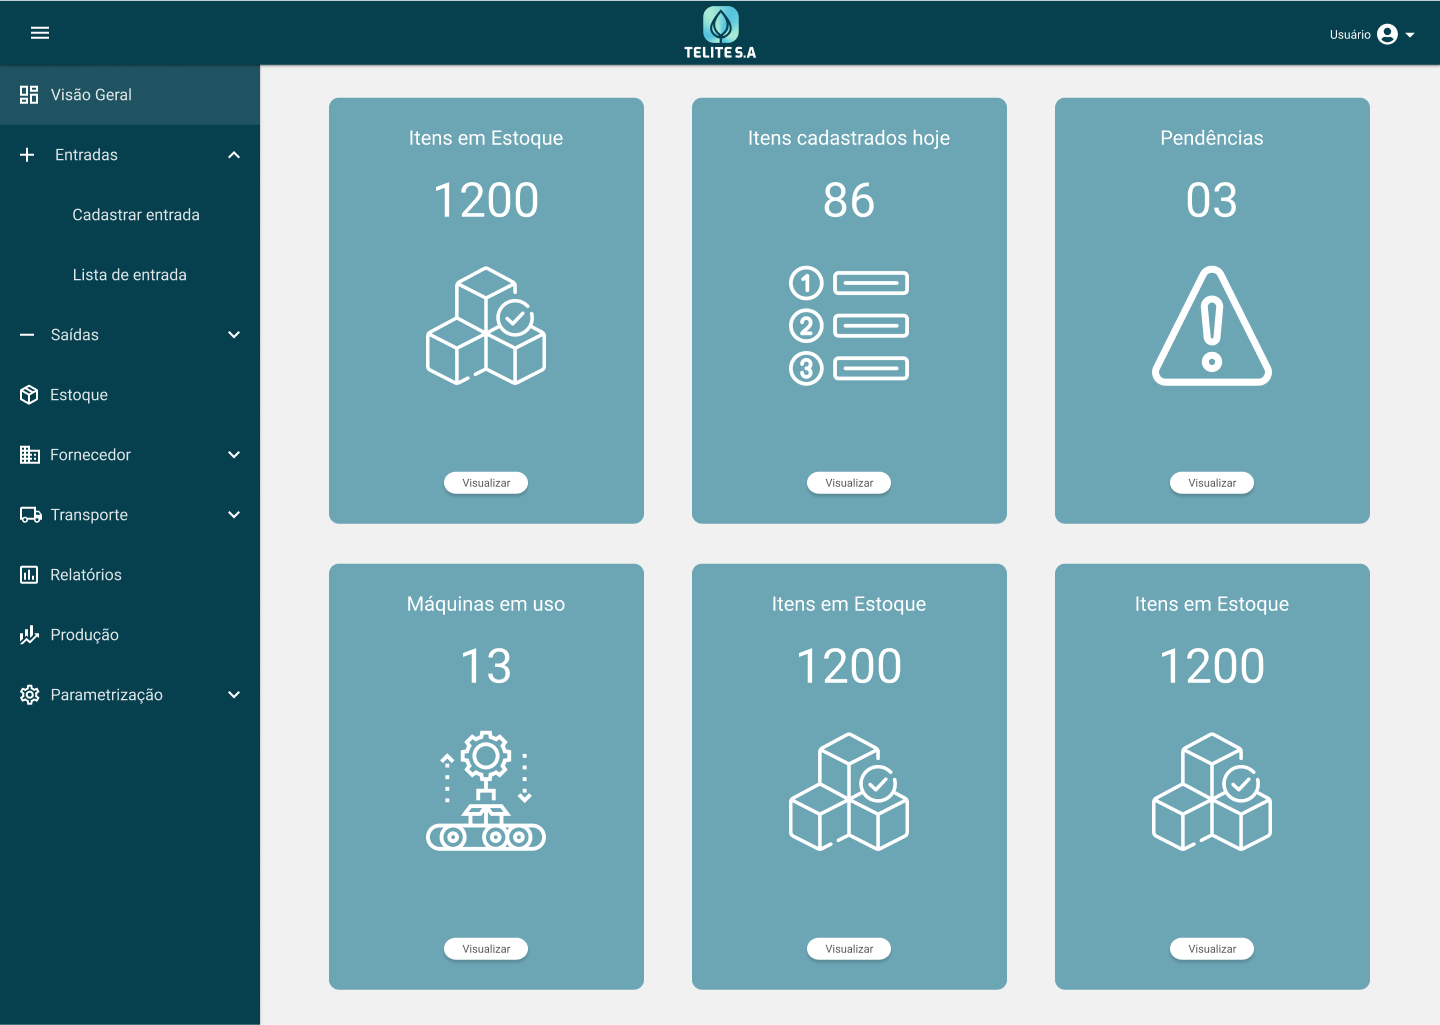 TELITE S.A
Usuário
Visão Geral
Entradas
Cadastrar entrada
Lista de entrada
Saídas
Estoque
Fornecedor
Transporte
Relatórios
Produção
Parametrização
Itens em Estoque
1200
Visualizar
Itens cadastrados hoje
86
1
2
3
Visualizar
Pendências
03
Visualizar
Máquinas em uso
13
Visualizar
Itens em Estoque
1200
Visualizar
Itens em Estoque
1200
Visualizar